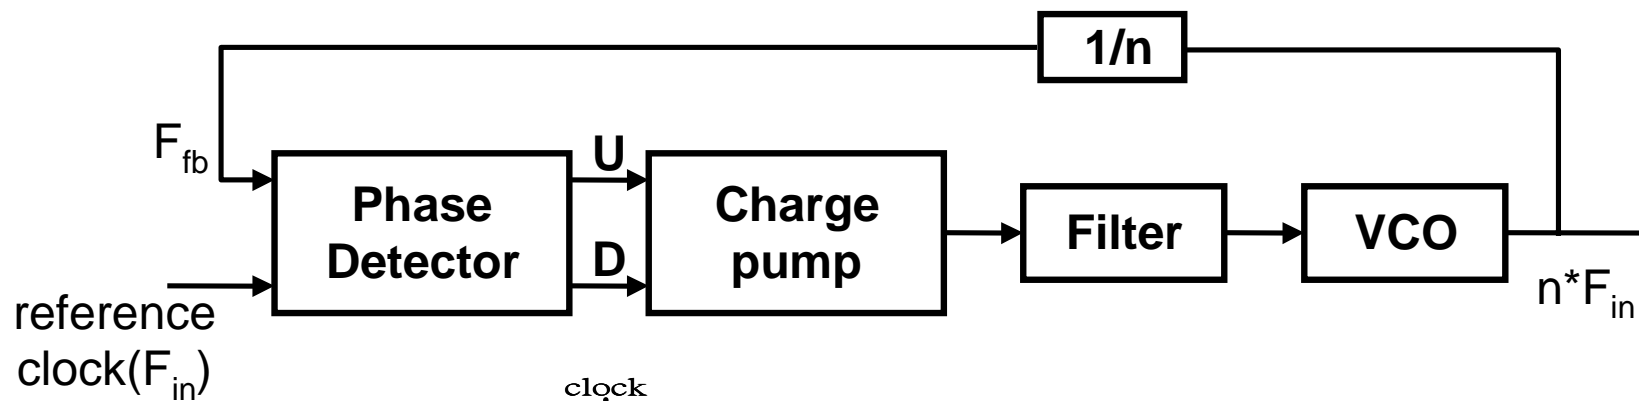 1/n
F_fb
U
Phase
Detector
D
Charge
pump
Filter
VCO
reference
clock(F_in)
n*F_in
clock